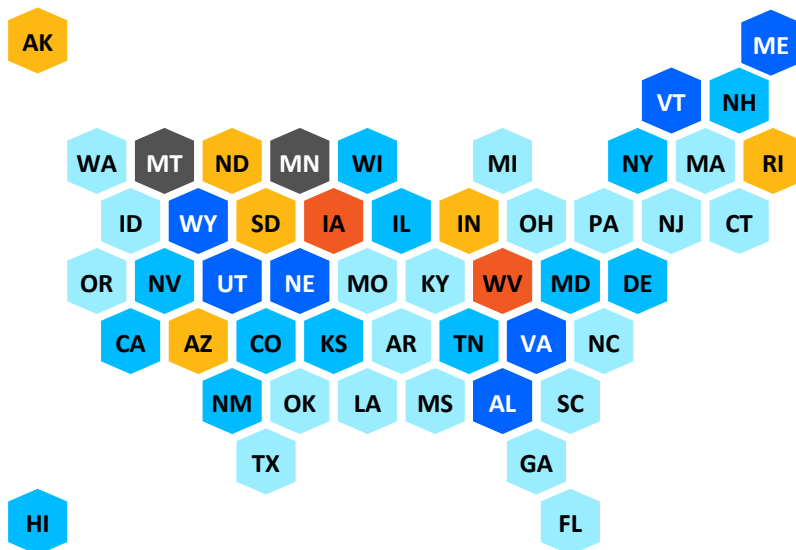 AK
ME
VT NH
WA MT ND MN WI MI NY MA RI
ID WY SD IA IL IN OH PA NJ CT
OR NV UT NE MO KY WV MD DE
CA AZ CO KS AR TN VA NC
NM OK LA MS AL SC
TX GA
HI FL